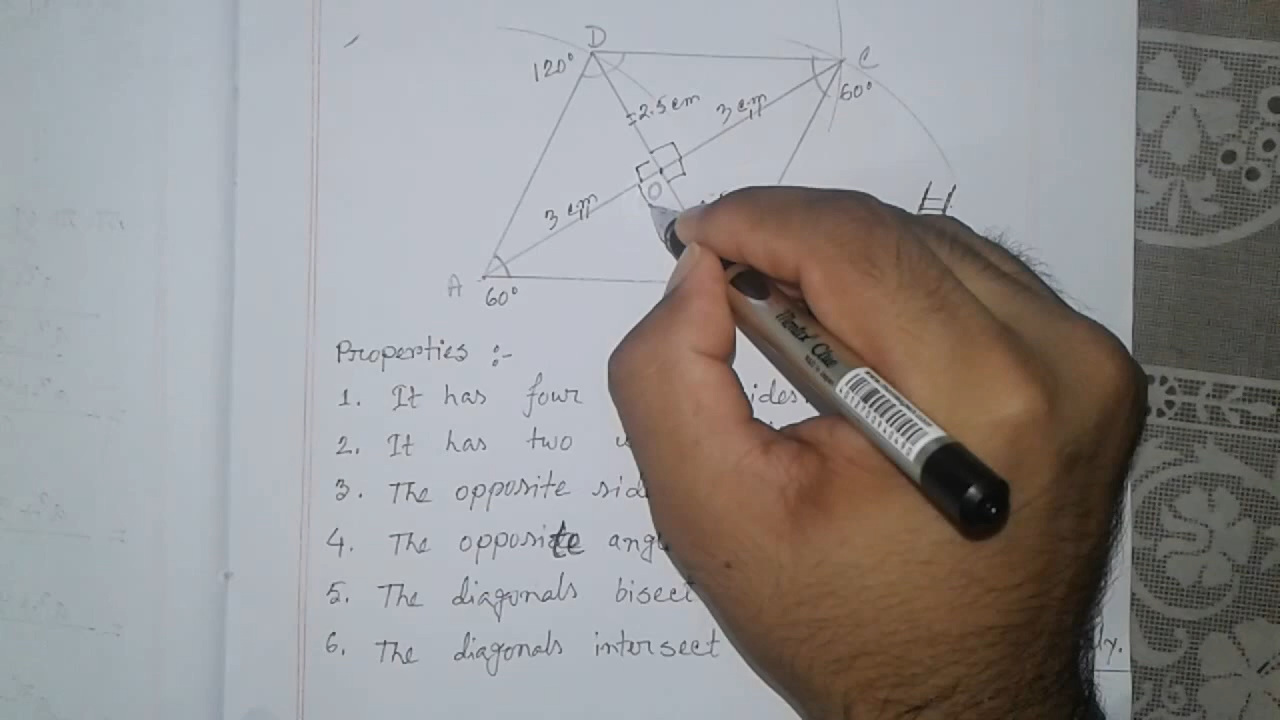 D
120°
C
60°
2.5 cm
3 cm
O
3 cm
H
A
60°
Properties :-
1. It has four
2. It has two
3. The opposite
4. The opposite
5. The diagonals bisect
6. The diagonals intersect